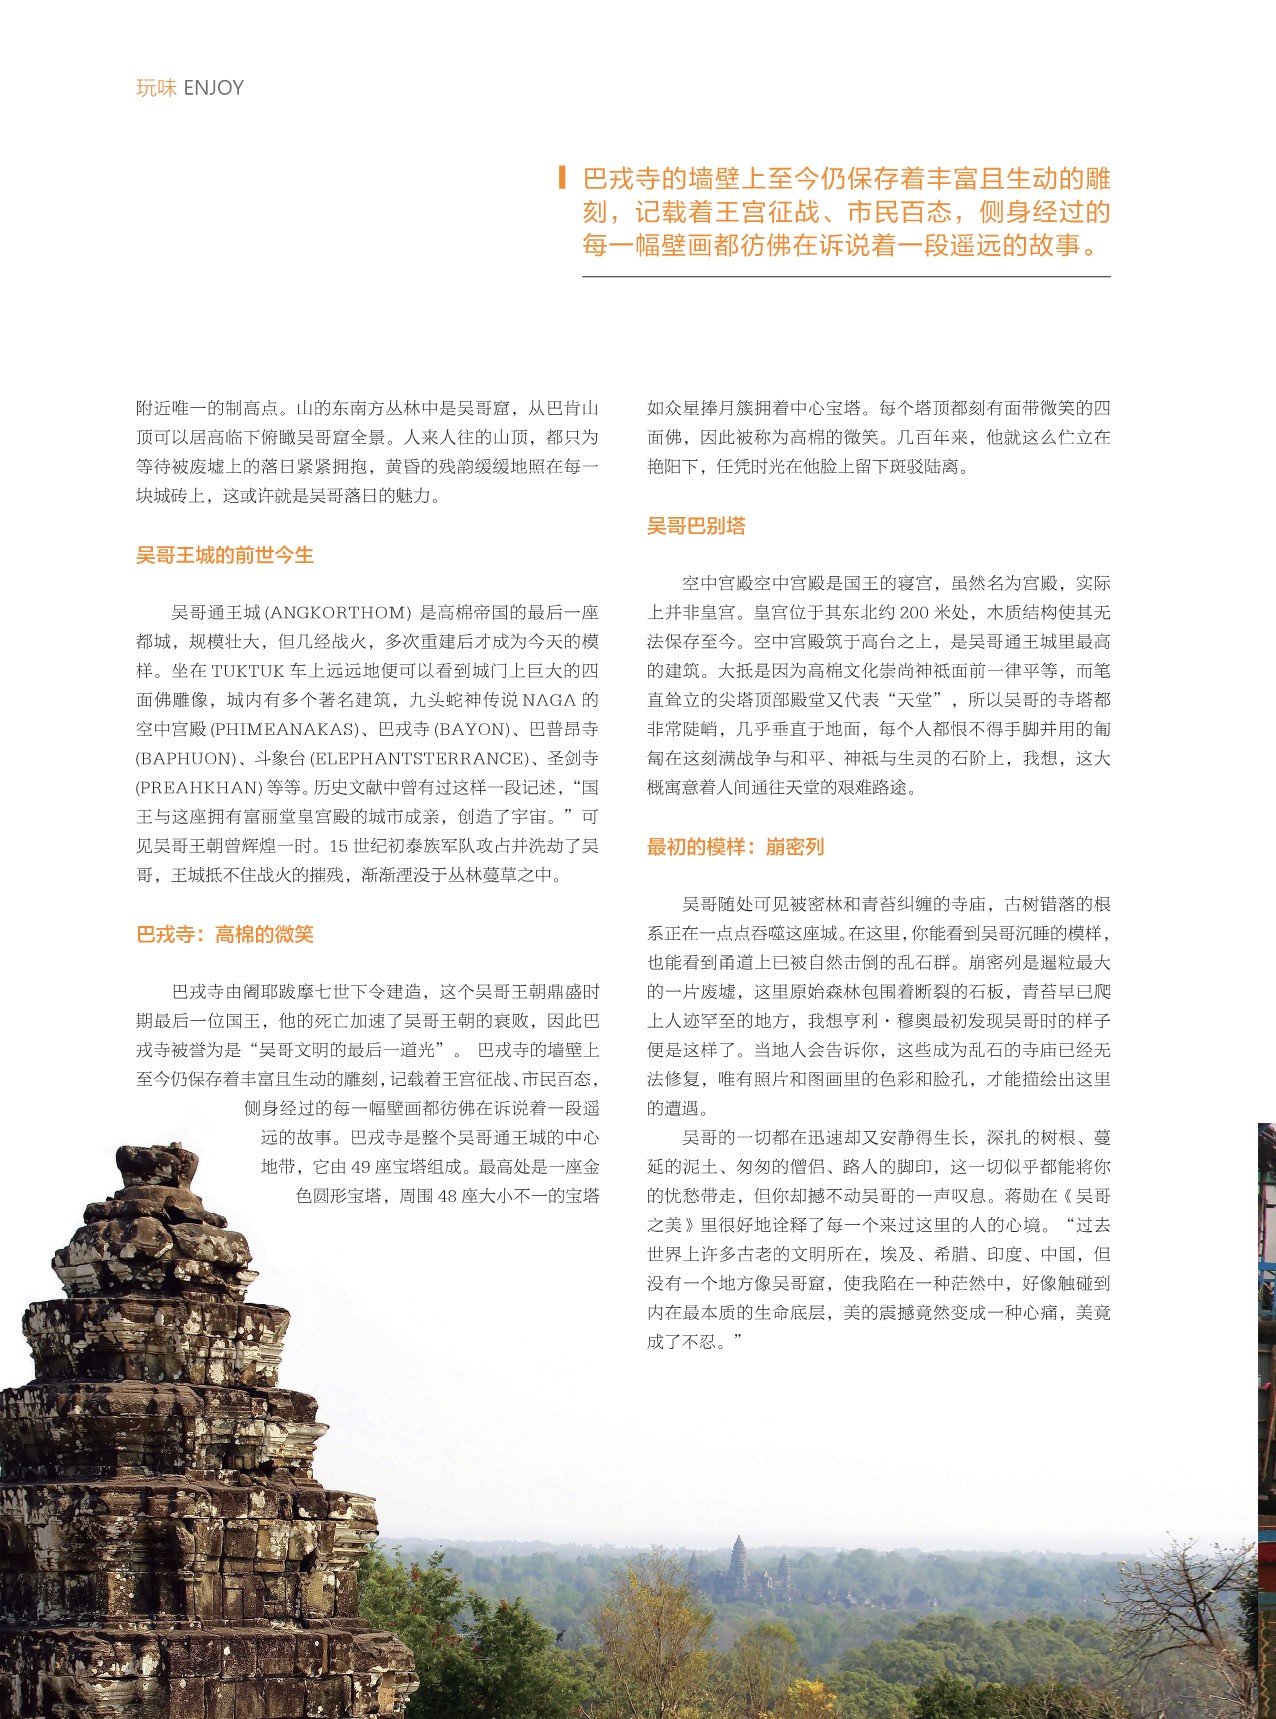 玩味 ENJOY
巴戎寺的墙壁上至今仍保存着丰富且生动的雕
刻，记载着王宫征战、市民百态，侧身经过的
每一幅壁画都彷佛在诉说着一段遥远的故事。
附近唯一的制高点。山的东南方丛林中是吴哥窟，从巴肯山
顶可以居高临下俯瞰吴哥窟全景。人来人往的山顶，都只为
等待被废墟上的落日紧紧拥抱，黄昏的残韵缓缓地照在每一
块城砖上，这或许就是吴哥落日的魅力。
吴哥王城的前世今生
吴哥通王城 (ANGKORTHOM) 是高棉帝国的最后一座
都城，规模壮大，但几经战火，多次重建后才成为今天的模
样。坐在 TUKTUK 车上远远地便可以看到城门上巨大的四
面佛雕像，城内有多个著名建筑，九头蛇神传说 NAGA 的
空中宫殿 (PHIMEANAKAS)、巴戎寺 (BAYON)、巴普昂寺
(BAPHUON)、斗象台 (ELEPHANTSTERRANCE)、圣剑寺
(PREAHKHAN) 等等。历史文献中曾有过这样一段记述，“国
王与这座拥有富丽堂皇宫殿的城市成亲，创造了宇宙。”可
见吴哥王朝曾辉煌一时。15 世纪初泰族军队攻占并洗劫了吴
哥，王城抵不住战火的摧残，渐渐湮没于丛林蔓草之中。
巴戎寺：高棉的微笑
巴戎寺由阇耶跋摩七世下令建造，这个吴哥王朝鼎盛时
期最后一位国王，他的死亡加速了吴哥王朝的衰败，因此巴
戎寺被誉为是“吴哥文明的最后一道光”。 巴戎寺的墙壁上
至今仍保存着丰富且生动的雕刻，记载着王宫征战、市民百态，
侧身经过的每一幅壁画都彷佛在诉说着一段遥
远的故事。巴戎寺是整个吴哥通王城的中心
地带，它由 49 座宝塔组成。最高处是一座金
色圆形宝塔，周围 48 座大小不一的宝塔
如众星捧月簇拥着中心宝塔。每个塔顶都刻有面带微笑的四
面佛，因此被称为高棉的微笑。几百年来，他就这么伫立在
艳阳下，任凭时光在他脸上留下斑驳陆离。
吴哥巴别塔
空中宫殿空中宫殿是国王的寝宫，虽然名为宫殿，实际
上并非皇宫。皇宫位于其东北约 200 米处，木质结构使其无
法保存至今。空中宫殿筑于高台之上，是吴哥通王城里最高
的建筑。大抵是因为高棉文化崇尚神祗面前一律平等，而笔
直耸立的尖塔顶部殿堂又代表“天堂”，所以吴哥的寺塔都
非常陡峭，几乎垂直于地面，每个人都恨不得手脚并用的匍
匐在这刻满战争与和平、神祗与生灵的石阶上，我想，这大
概寓意着人间通往天堂的艰难路途。
最初的模样：崩密列
吴哥随处可见被密林和青苔纠缠的寺庙，古树错落的根
系正在一点点吞噬这座城。在这里，你能看到吴哥沉睡的模样，
也能看到甬道上已被自然击倒的乱石群。崩密列是暹粒最大
的一片废墟，这里原始森林包围着断裂的石板，青苔早已爬
上人迹罕至的地方，我想亨利·穆奥最初发现吴哥时的样子
便是这样了。当地人会告诉你，这些成为乱石的寺庙已经无
法修复，唯有照片和图画里的色彩和脸孔，才能描绘出这里
的遭遇。
吴哥的一切都在迅速却又安静得生长，深扎的树根、蔓
延的泥土、匆匆的僧侣、路人的脚印，这一切似乎都能将你
的忧愁带走，但你却撼不动吴哥的一声叹息。蒋勋在《吴哥
之美》里很好地诠释了每一个来过这里的人的心境。“过去
世界上许多古老的文明所在，埃及、希腊、印度、中国，但
没有一个地方像吴哥窟，使我陷在一种茫然中，好像触碰到
内在最本质的生命底层，美的震撼竟然变成一种心痛，美竟
成了不忍。”